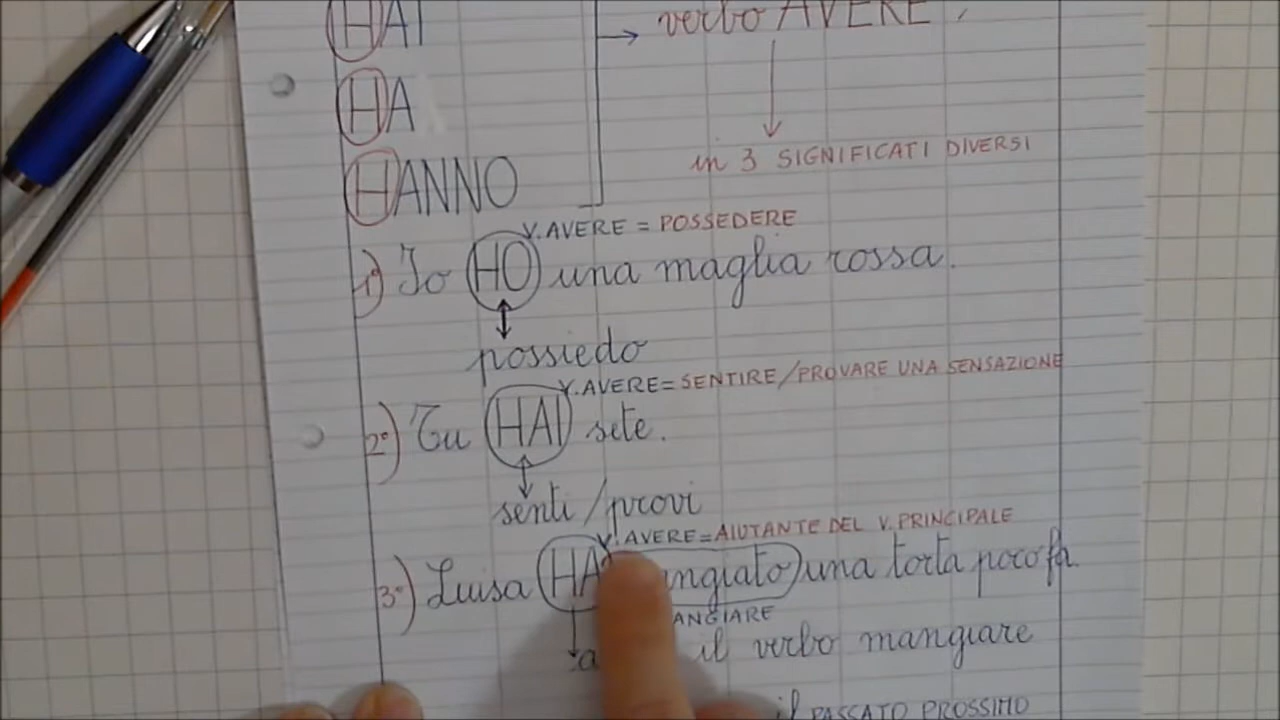 HAI
verbo AVERE
HA
in 3 SIGNIFICATI DIVERSI
HANNO
V. AVERE = POSSEDERE
1°) Io HO una maglia rossa.
possiedo
V. AVERE = SENTIRE/PROVARE UNA SENSAZIONE
2°) Tu HAI sete.
senti/provi
V. AVERE = AIUTANTE DEL V. PRINCIPALE
3°) Luisa HA una torta poco fa.
il verbo mangiare
il PASSATO PROSSIMO